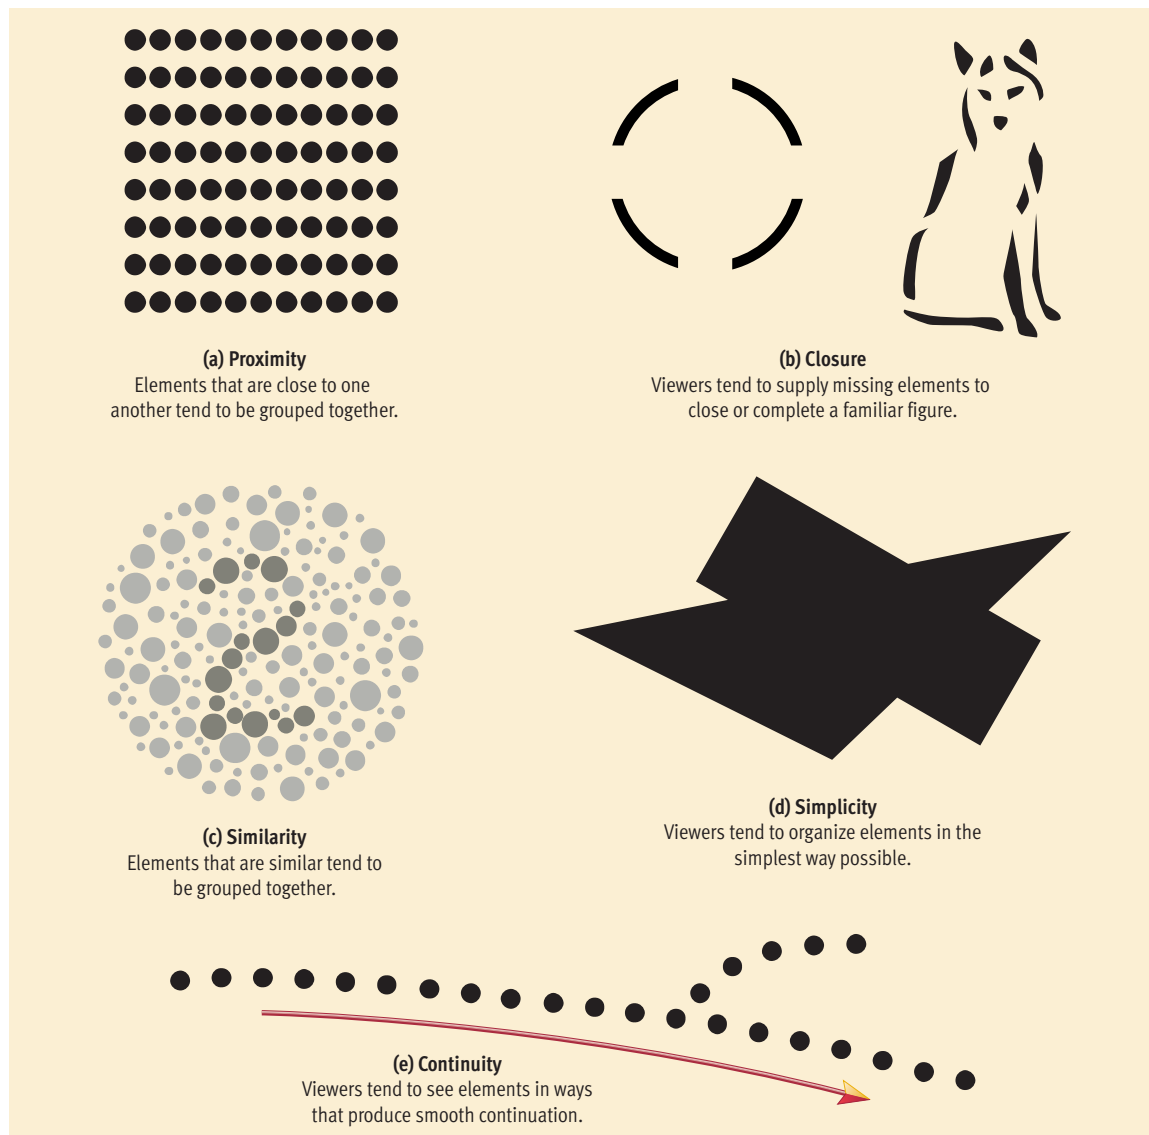 (a) Proximity
Elements that are close to one
another tend to be grouped together.
(b) Closure
Viewers tend to supply missing elements to
close or complete a familiar figure.
(c) Similarity
Elements that are similar tend to
be grouped together.
(d) Simplicity
Viewers tend to organize elements in the
simplest way possible.
(e) Continuity
Viewers tend to see elements in ways
that produce smooth continuation.